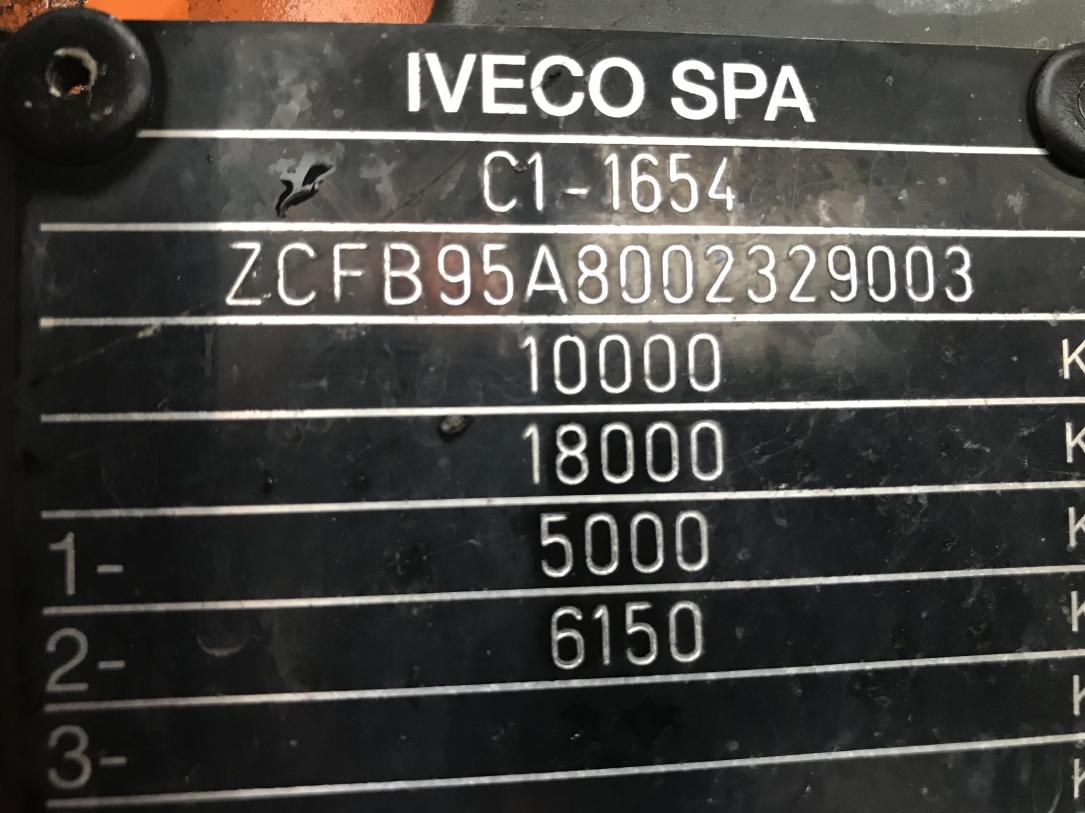 IVECO SPA
C1-1654
ZCFB95A8002329003
10000 K
18000 K
1- 5000 K
2- 6150 K
3- K
K